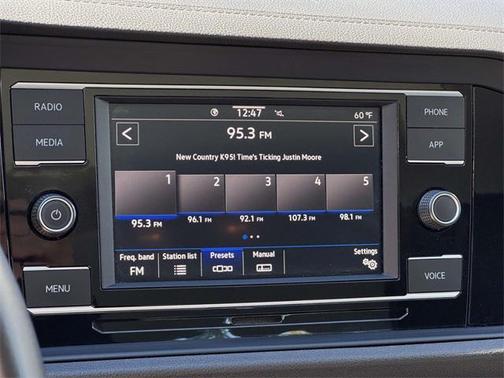 RADIO
MEDIA
MENU
PHONE
APP
VOICE
12:47
60 °F
95.3 FM
New Country K95! Time's Ticking Justin Moore
1 2 3 4 5
95.3 FM 96.1 FM 92.1 FM 107.3 FM 98.1 FM
Freq. band Station list Presets Manual Settings
FM